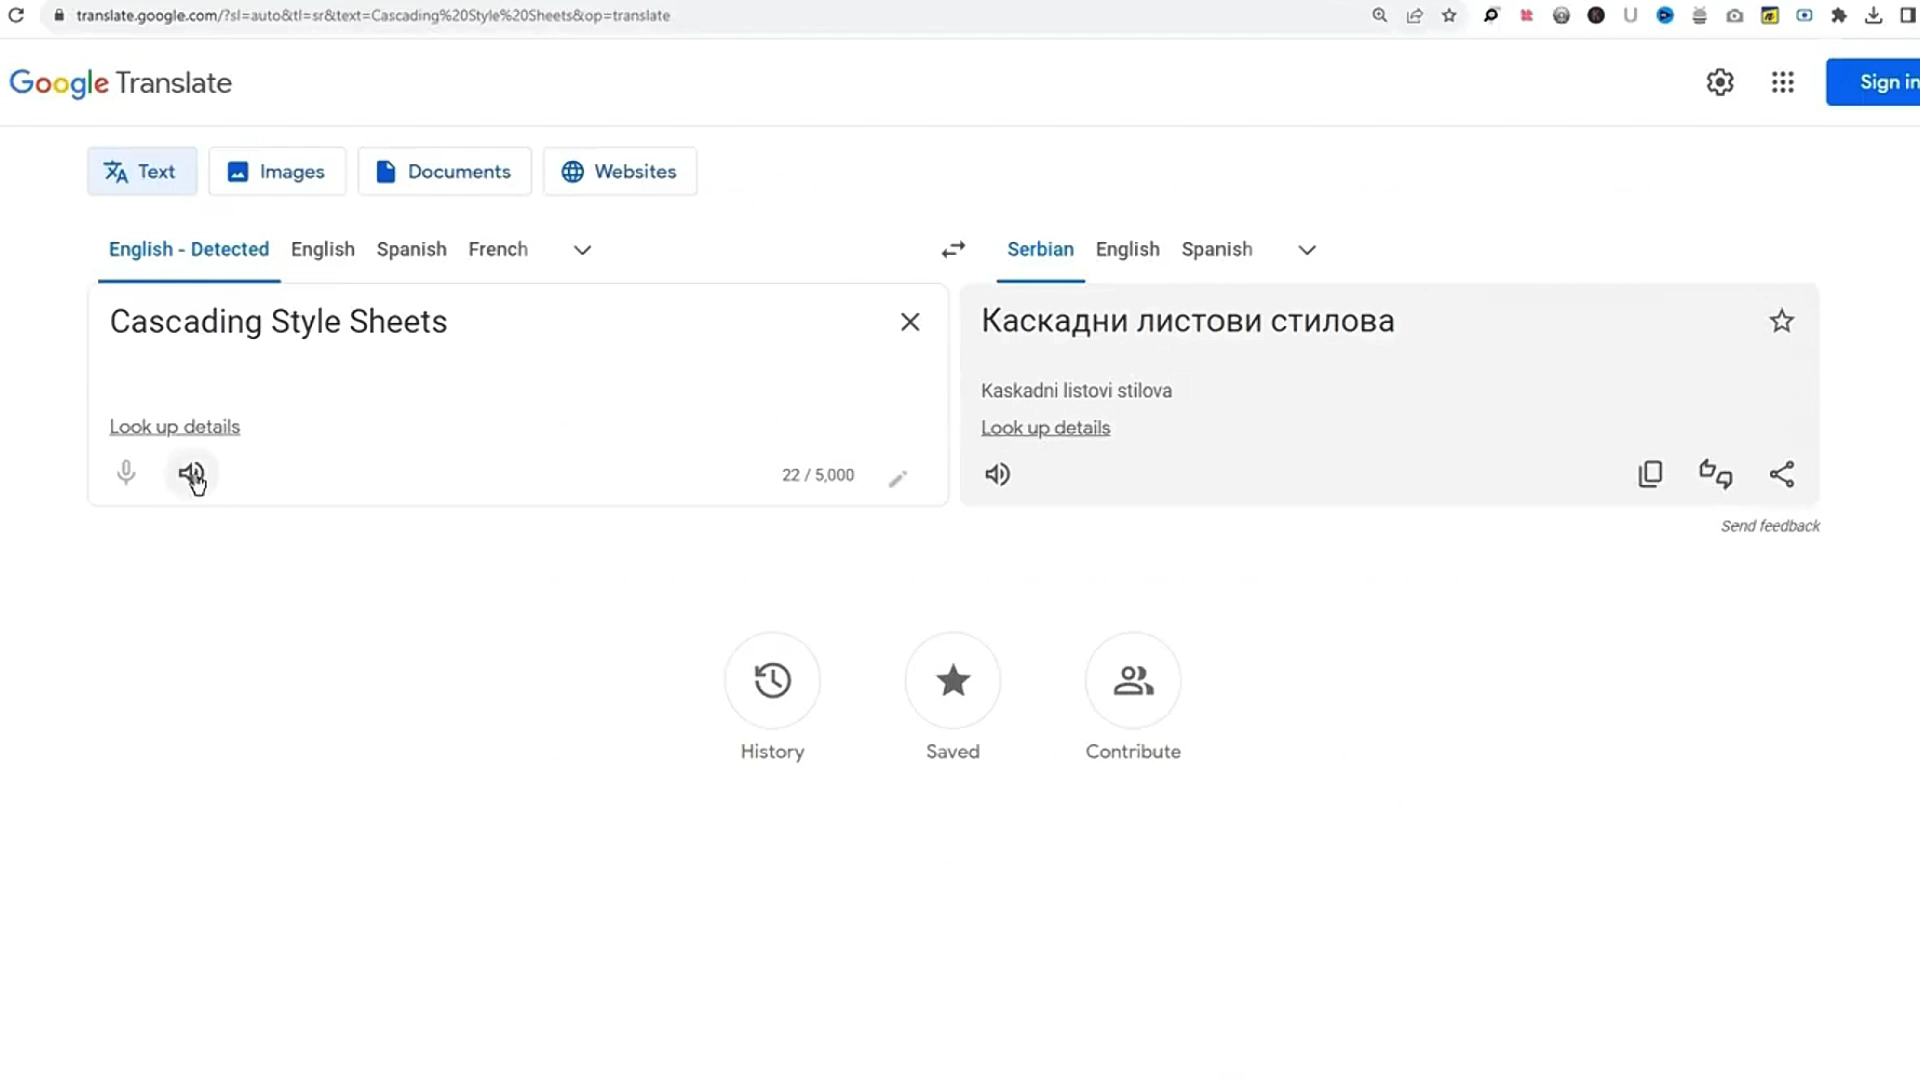 translate.google.com/?sl=auto&tl=sr&text=Cascading%20Style%20Sheets&op=translate
Google Translate
Sign in
Text
Images
Documents
Websites
English - Detected
English
Spanish
French
Serbian
English
Spanish
Cascading Style Sheets
Каскадни листови стилова
Kaskadni listovi stilova
Look up details
Look up details
22 / 5,000
Send feedback
History
Saved
Contribute